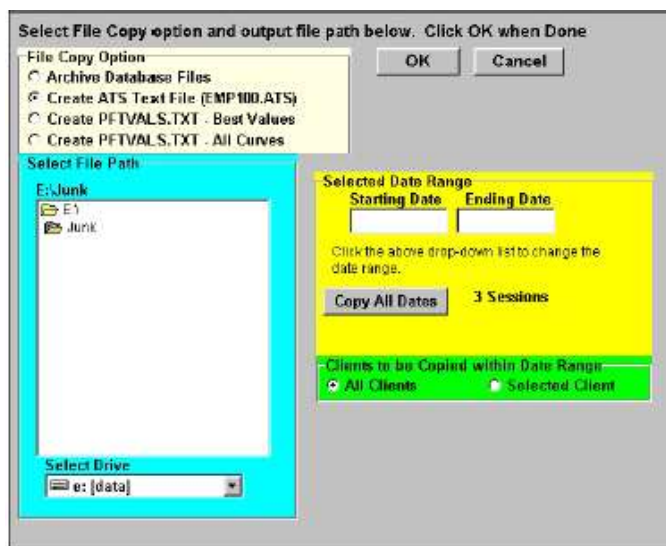 Select File Copy option and output file path below.  Click OK when Done
File Copy Option
Archive Database Files
Create ATS Text File (EMP100.ATS)
Create PFTVALS.TXT - Best Values
Create PFTVALS.TXT - All Curves
OK
Cancel
Select File Path
E:\Junk
E:\
Junk
Select Drive
e: [data]
Selected Date Range
Starting Date
Ending Date
Click the above drop-down list to change the
date range.
Copy All Dates
3 Sessions
Clients to be Copied within Date Range
All Clients
Selected Client